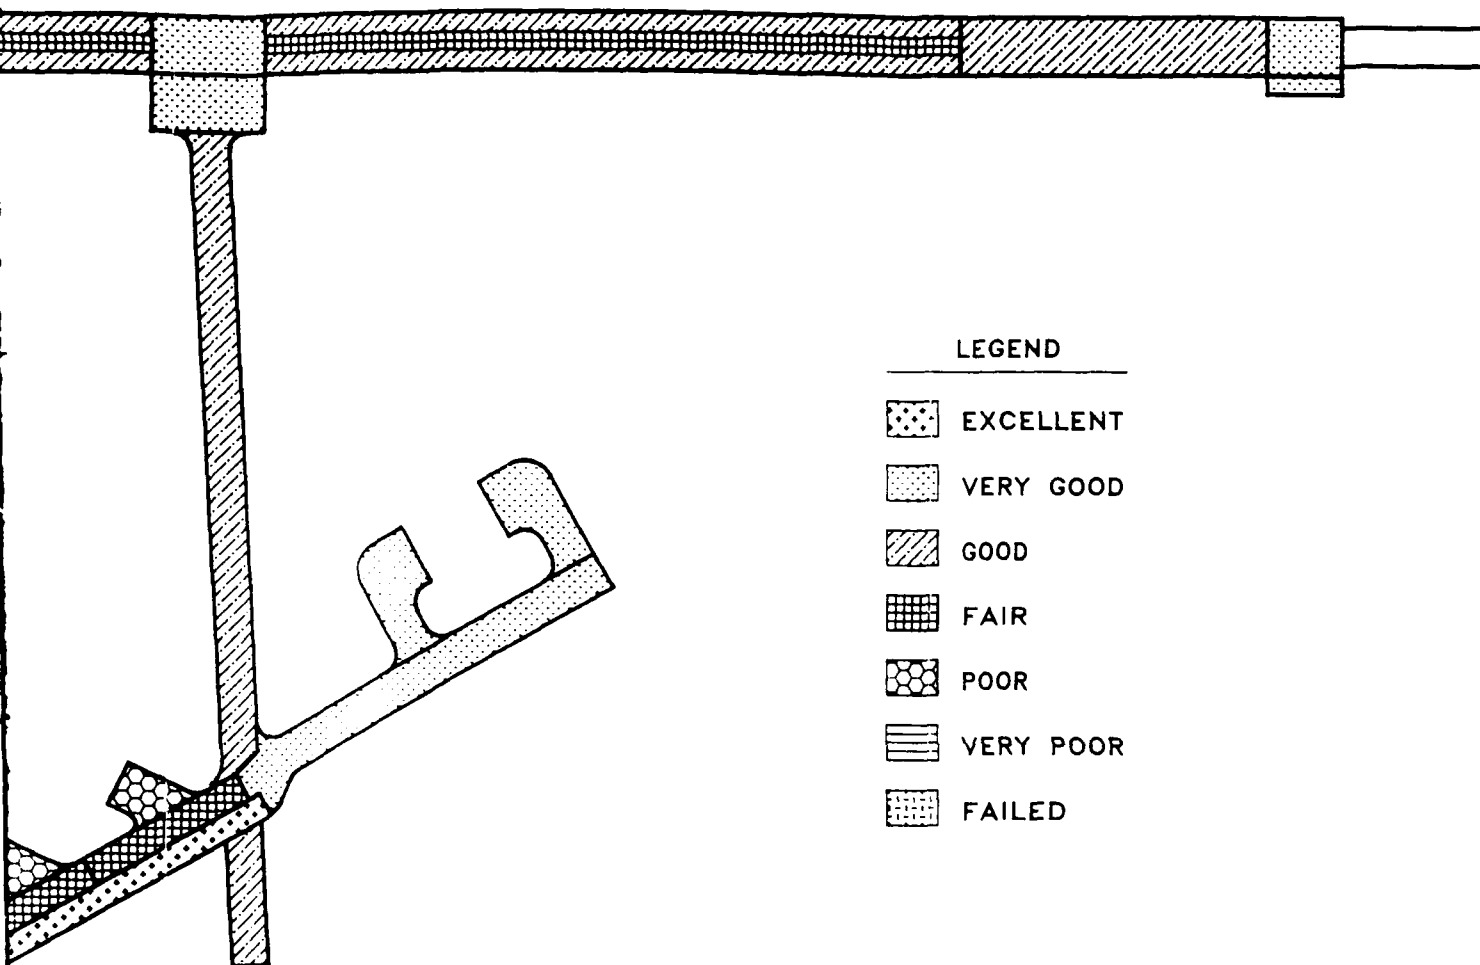 LEGEND
EXCELLENT
VERY GOOD
GOOD
FAIR
POOR
VERY POOR
FAILED